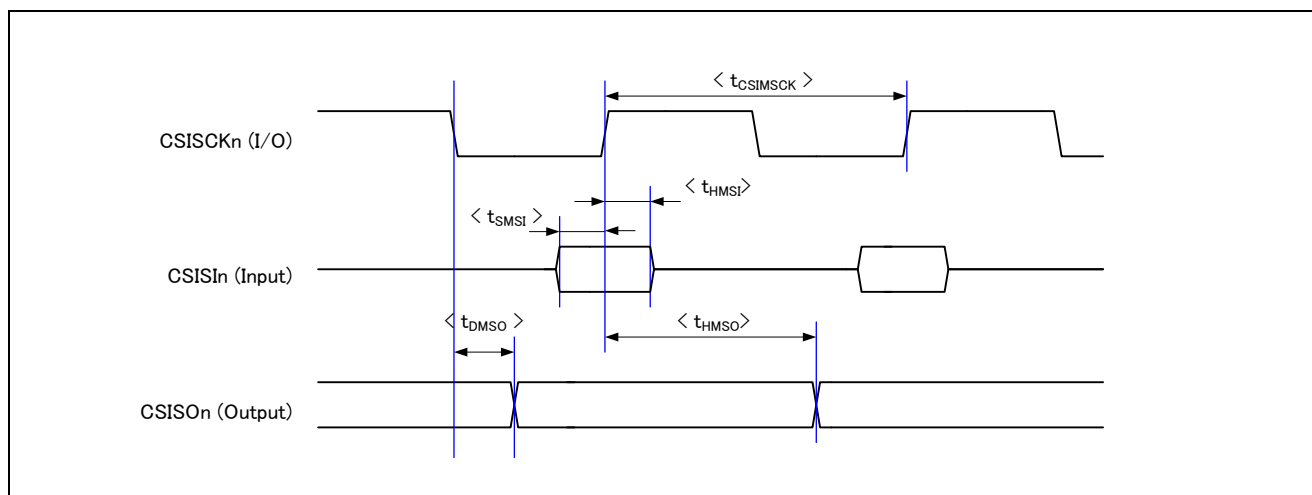 < tCSIMSCK >
CSISCKn (I/O)
< tHMSI>
< tSMSI >
CSISIn (Input)
< tDMSO >
< tHMSO>
CSISOn (Output)